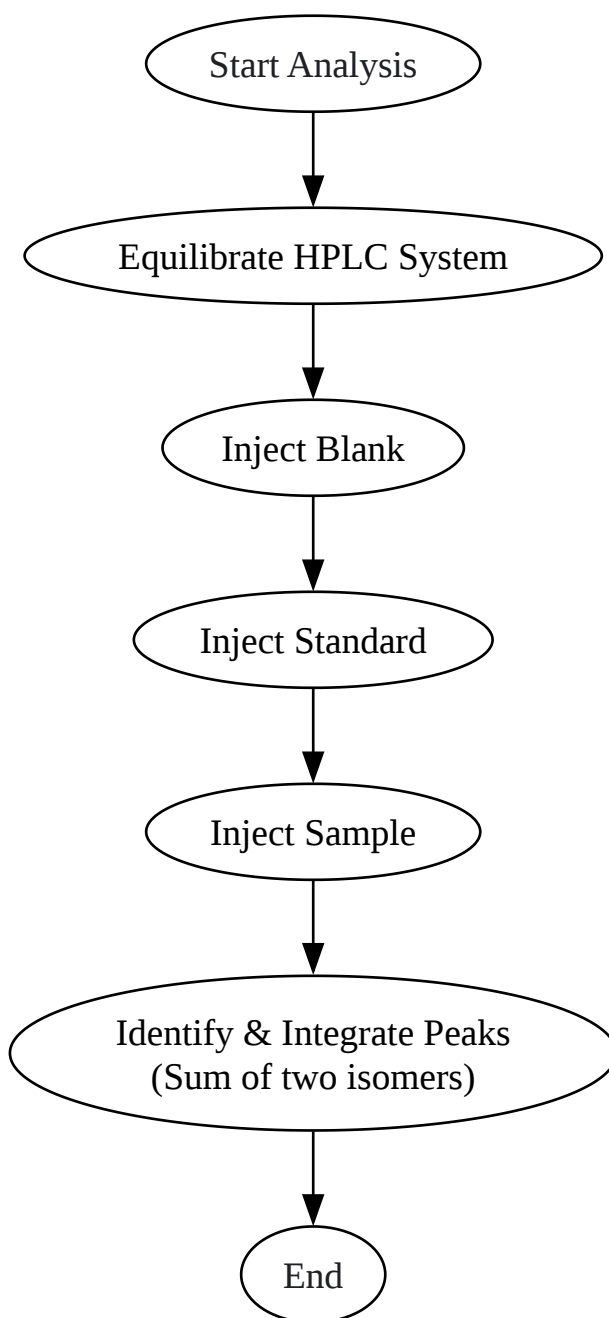 Start Analysis
Equilibrate HPLC System
Inject Blank
Inject Standard
Inject Sample
Identify & Integrate Peaks
(Sum of two isomers)
End